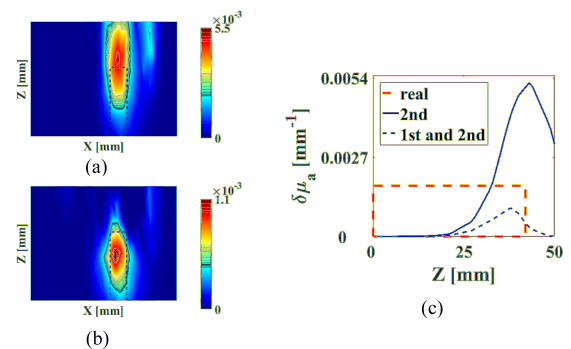 ×10⁻³
5.5
0
Z [mm]
X [mm]
(a)
×10⁻³
1.1
0
Z [mm]
X [mm]
(b)
0.0054
0.0027
0
δμₐ [mm⁻¹]
real
2nd
1st and 2nd
0 25 50
Z [mm]
(c)